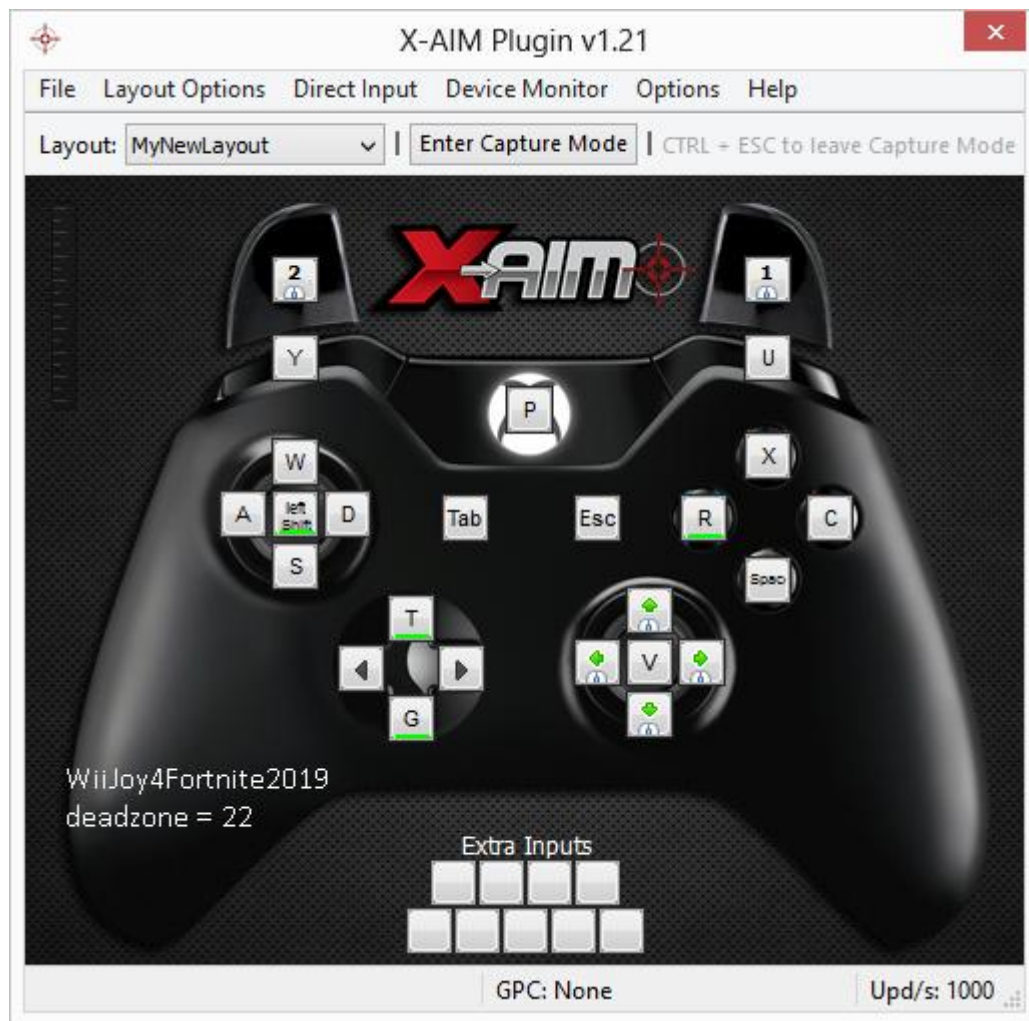 X-AIM Plugin v1.21
File Layout Options Direct Input Device Monitor Options Help
Layout: MyNewLayout | Enter Capture Mode | CTRL + ESC to leave Capture Mode
X-AIM
2 1
Y U
P
W X
A left Shift D Tab Esc R C
S Spac
T
V
G
WiiJoy4Fortnite2019
deadzone = 22
Extra Inputs
GPC: None Upd/s: 1000